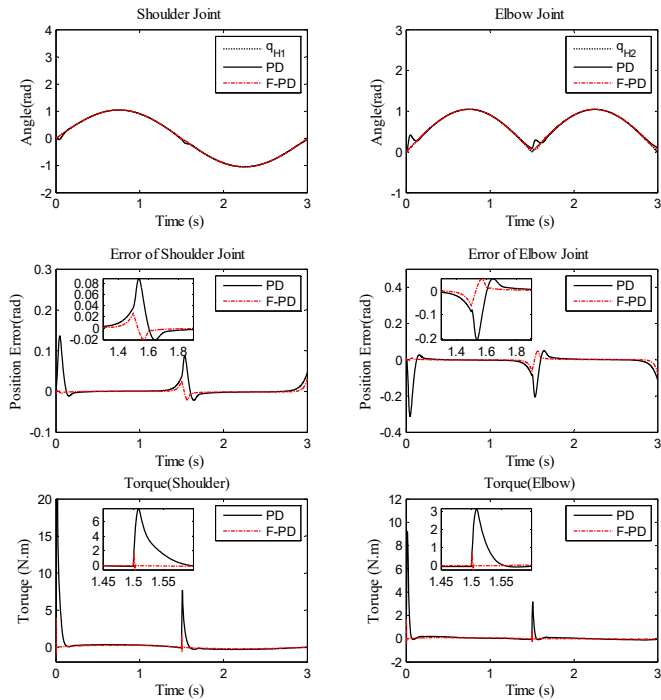 Shoulder Joint
4
3
2
1
0
-1
-2
Angle(rad)
q_H1
PD
F-PD
0 1 2 3
Time (s)
Elbow Joint
3
1
-1
Angle(rad)
q_H2
PD
F-PD
0 1 2 3
Time (s)
Error of Shoulder Joint
0.3
0.1
0
-0.1
Position Error(rad)
0.08
0.06
0.04
0.02
0
-0.02
1.4 1.6 1.8
PD
F-PD
0 1 2 3
Time (s)
Error of Elbow Joint
0.4
0.2
0
-0.2
-0.4
Position Error(rad)
0
-0.1
-0.2
1.4 1.6 1.8
PD
F-PD
0 1 2 3
Time (s)
Torque(Shoulder)
20
15
10
5
0
Toruqe (N.m)
6
4
2
0
1.45 1.5 1.55
PD
F-PD
0 1 2 3
Time (s)
Torque(Elbow)
12
10
8
6
4
2
0
-2
Toruqe (N.m)
3
2
1
0
1.45 1.5 1.55
PD
F-PD
0 1 2 3
Time (s)